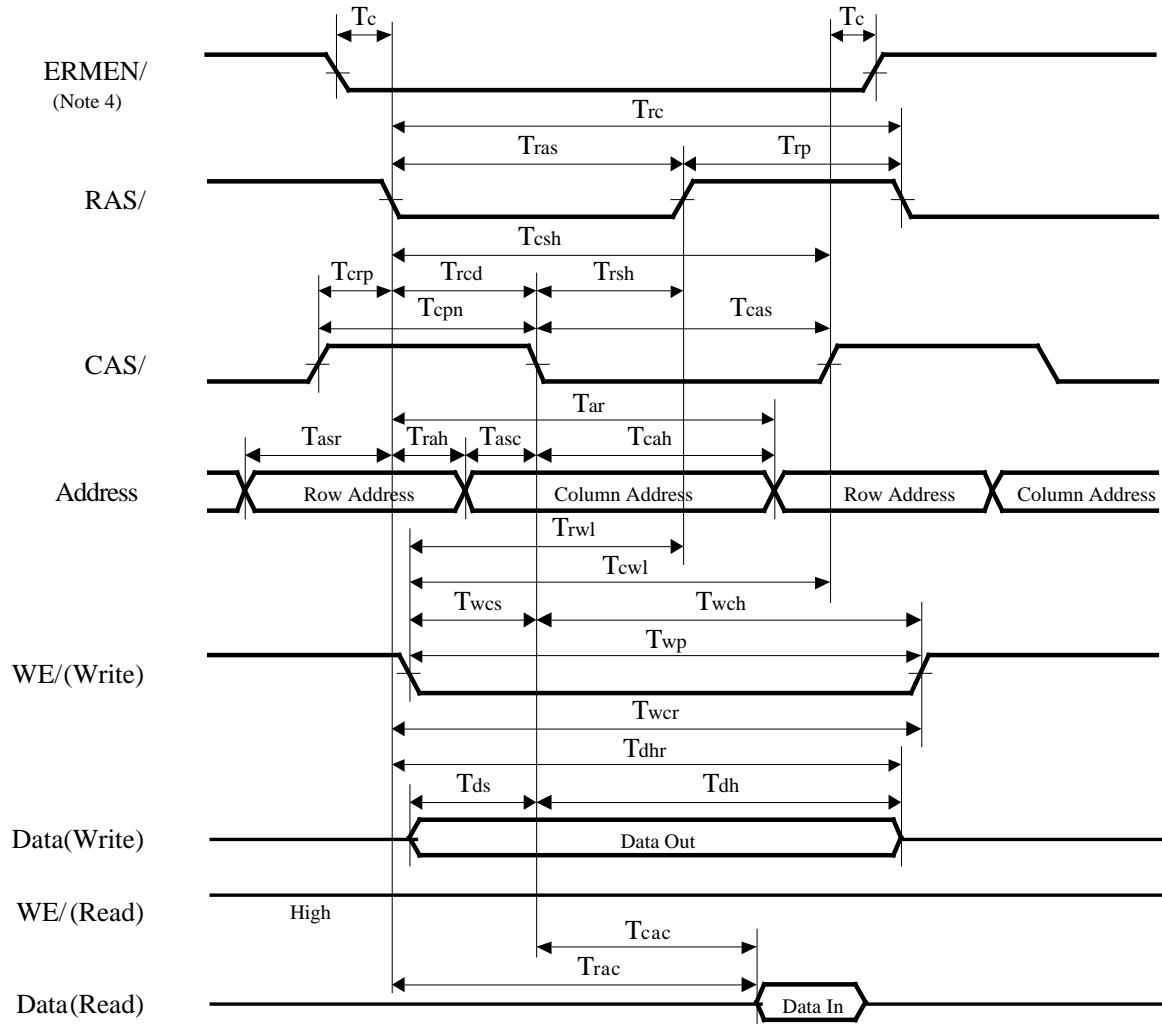 Tc Tc
ERMEN/
(Note 4)
Trc
Tras Trp
RAS/
Tcsh
Tcrp Trcd Trsh
Tcpn Tcas
CAS/
Tar
Tasr Trah Tasc Tcah
Address Row Address Column Address Row Address Column Address
Trwl
Tcwl
Twcs Twch
Twp
WE/(Write)
Twcr
Tdhr
Tds Tdh
Data(Write) Data Out
WE/(Read) High
Tcac
Trac
Data(Read) Data In